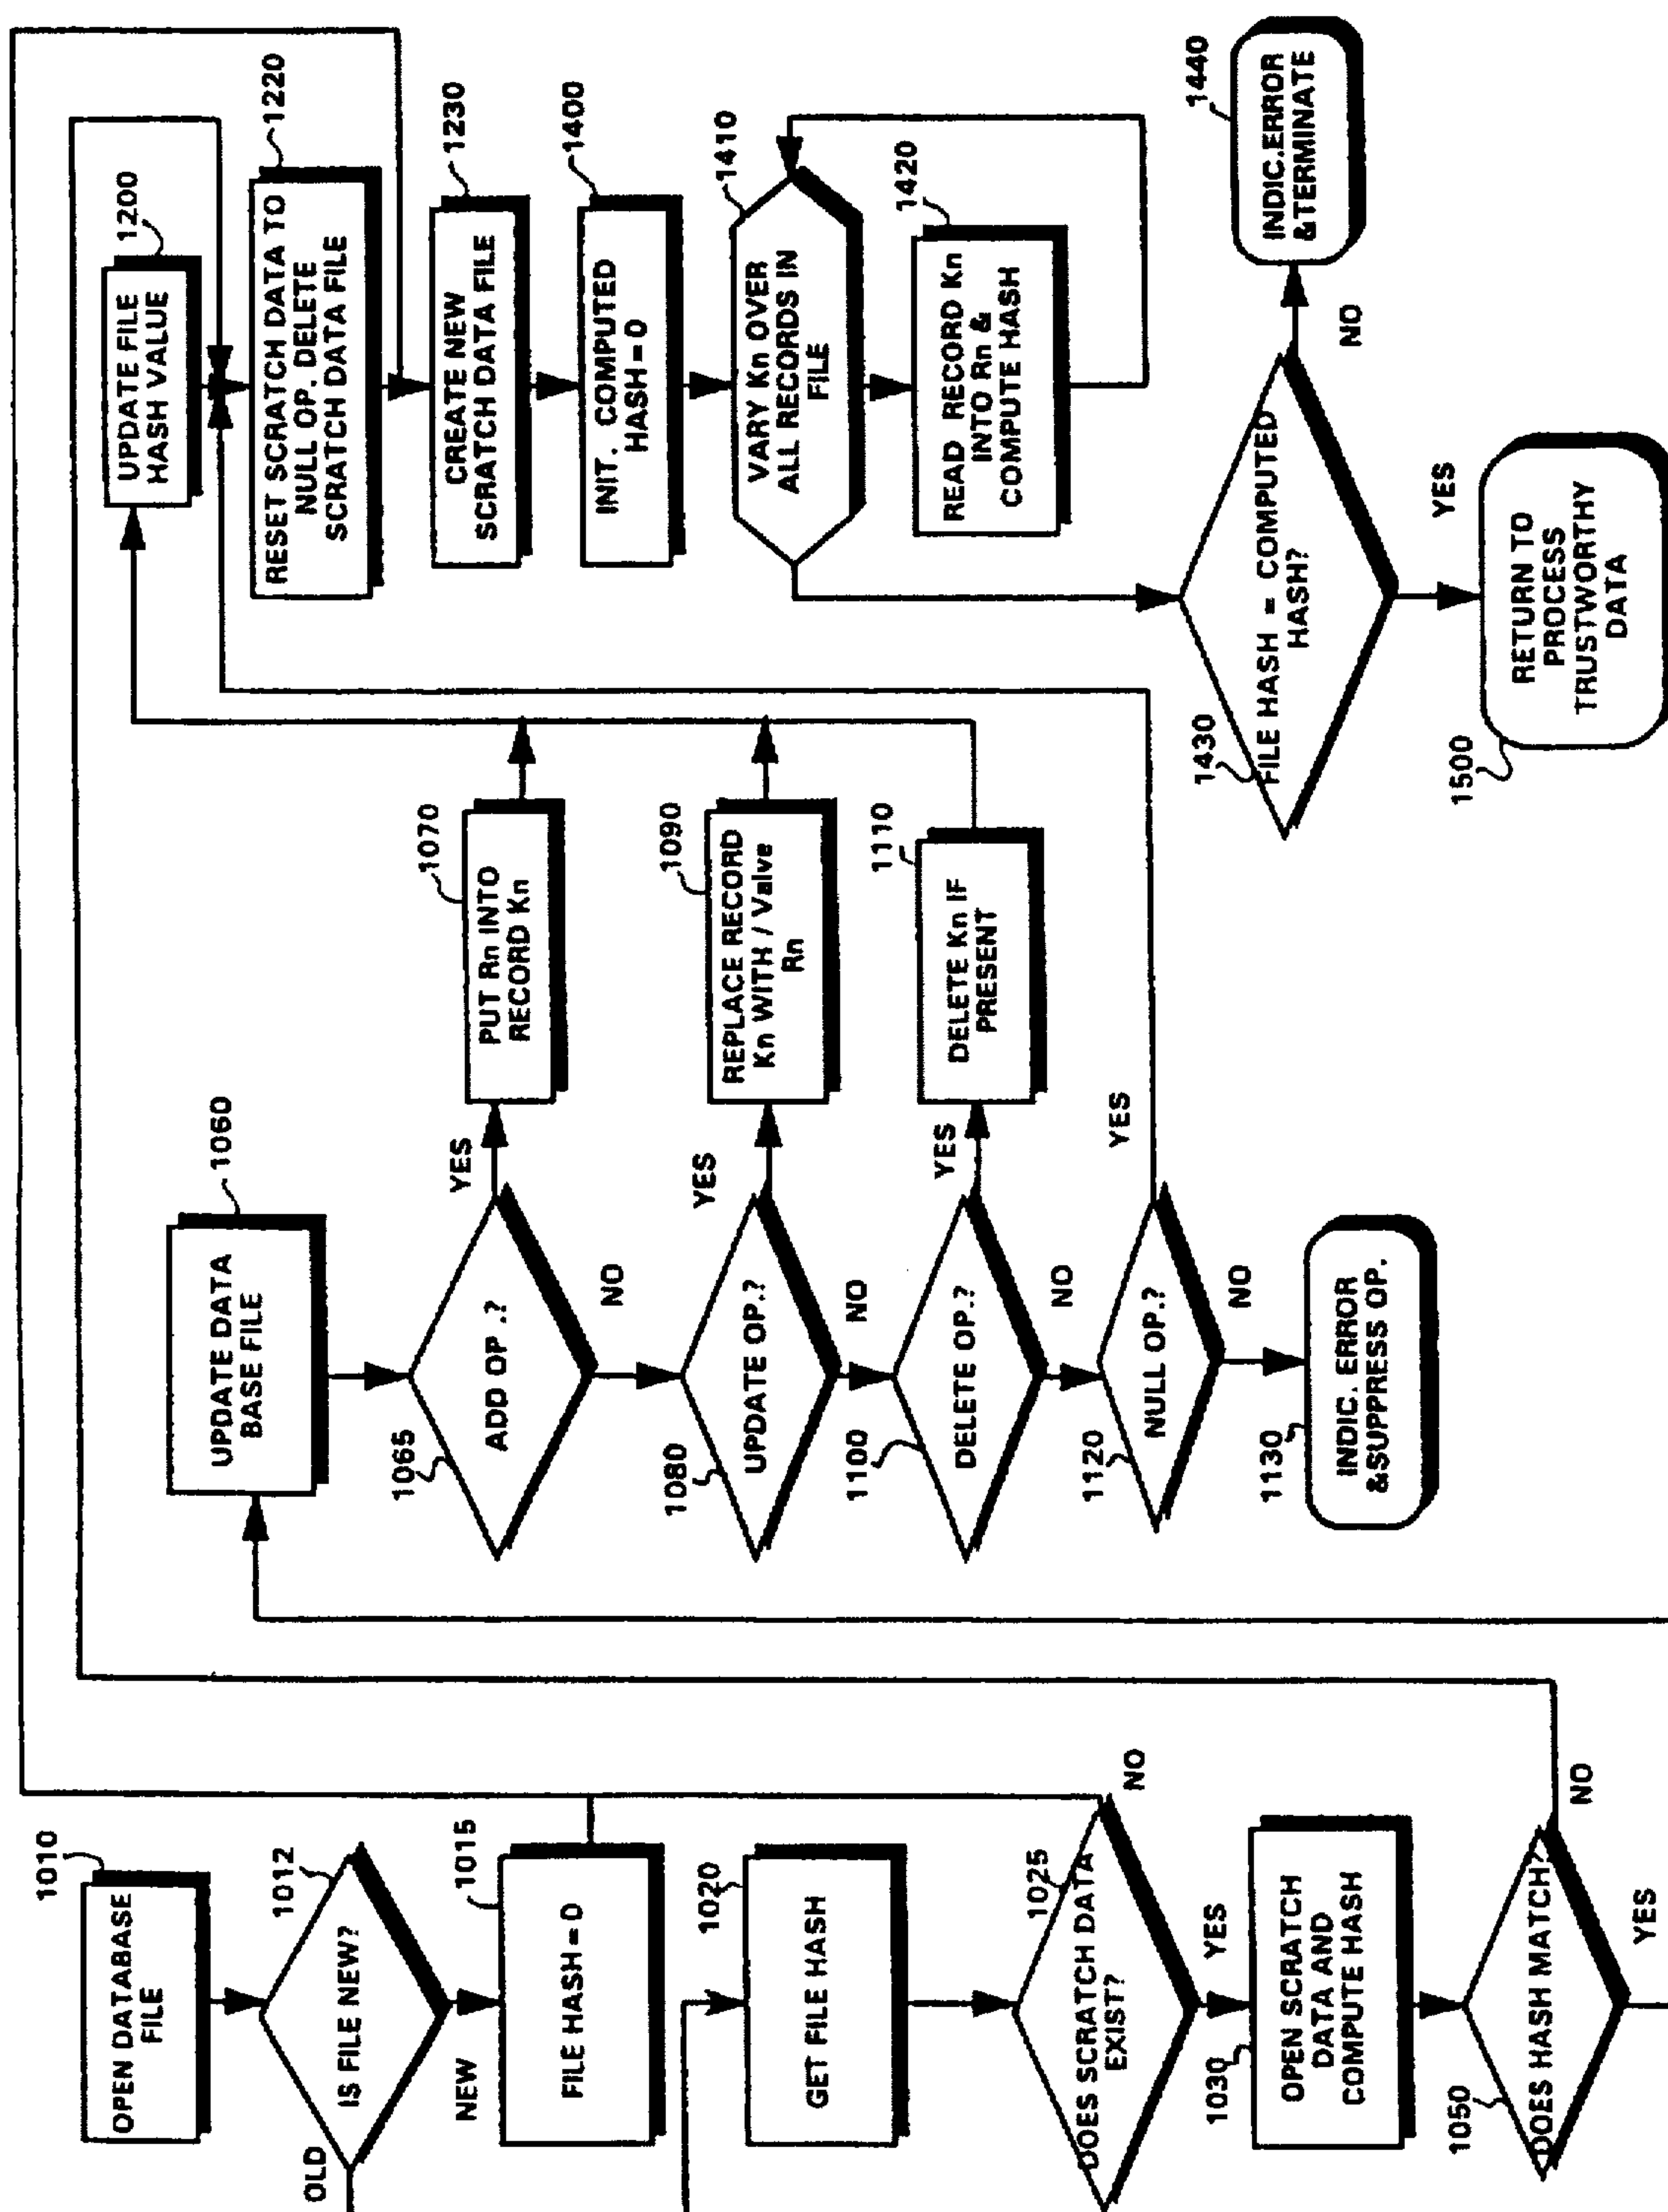 1010
OPEN DATABASE
FILE
1012
IS FILE NEW?
OLD
NEW
1015
FILE HASH = 0
1020
GET FILE HASH
1025
DOES SCRATCH DATA
EXIST?
NO
YES
1030
OPEN SCRATCH
DATA AND
COMPUTE HASH
1050
DOES HASH MATCH?
NO
YES
1060
UPDATE DATA
BASE FILE
1065
ADD OP .?
YES
NO
1070
PUT Rn INTO
RECORD Kn
1080
UPDATE OP.?
YES
NO
1090
REPLACE RECORD
Kn WITH / Valve
Rn
1100
DELETE OP.?
YES
NO
1110
DELETE Kn IF
PRESENT
1120
NULL OP.?
YES
NO
1130
INDIC. ERROR
&SUPPRESS OP.
1200
UPDATE FILE
HASH VALUE
1220
RESET SCRATCH DATA TO
NULL OP. DELETE
SCRATCH DATA FILE
1230
CREATE NEW
SCRATCH DATA FILE
1400
INIT. COMPUTED
HASH = 0
1410
VARY Kn OVER
ALL RECORDS IN
FILE
1420
READ RECORD Kn
INTO Rn &
COMPUTE HASH
1430
FILE HASH = COMPUTED
HASH?
NO
YES
1440
INDIC.ERROR
&TERMINATE
1500
RETURN TO
PROCESS
TRUSTWORTHY
DATA